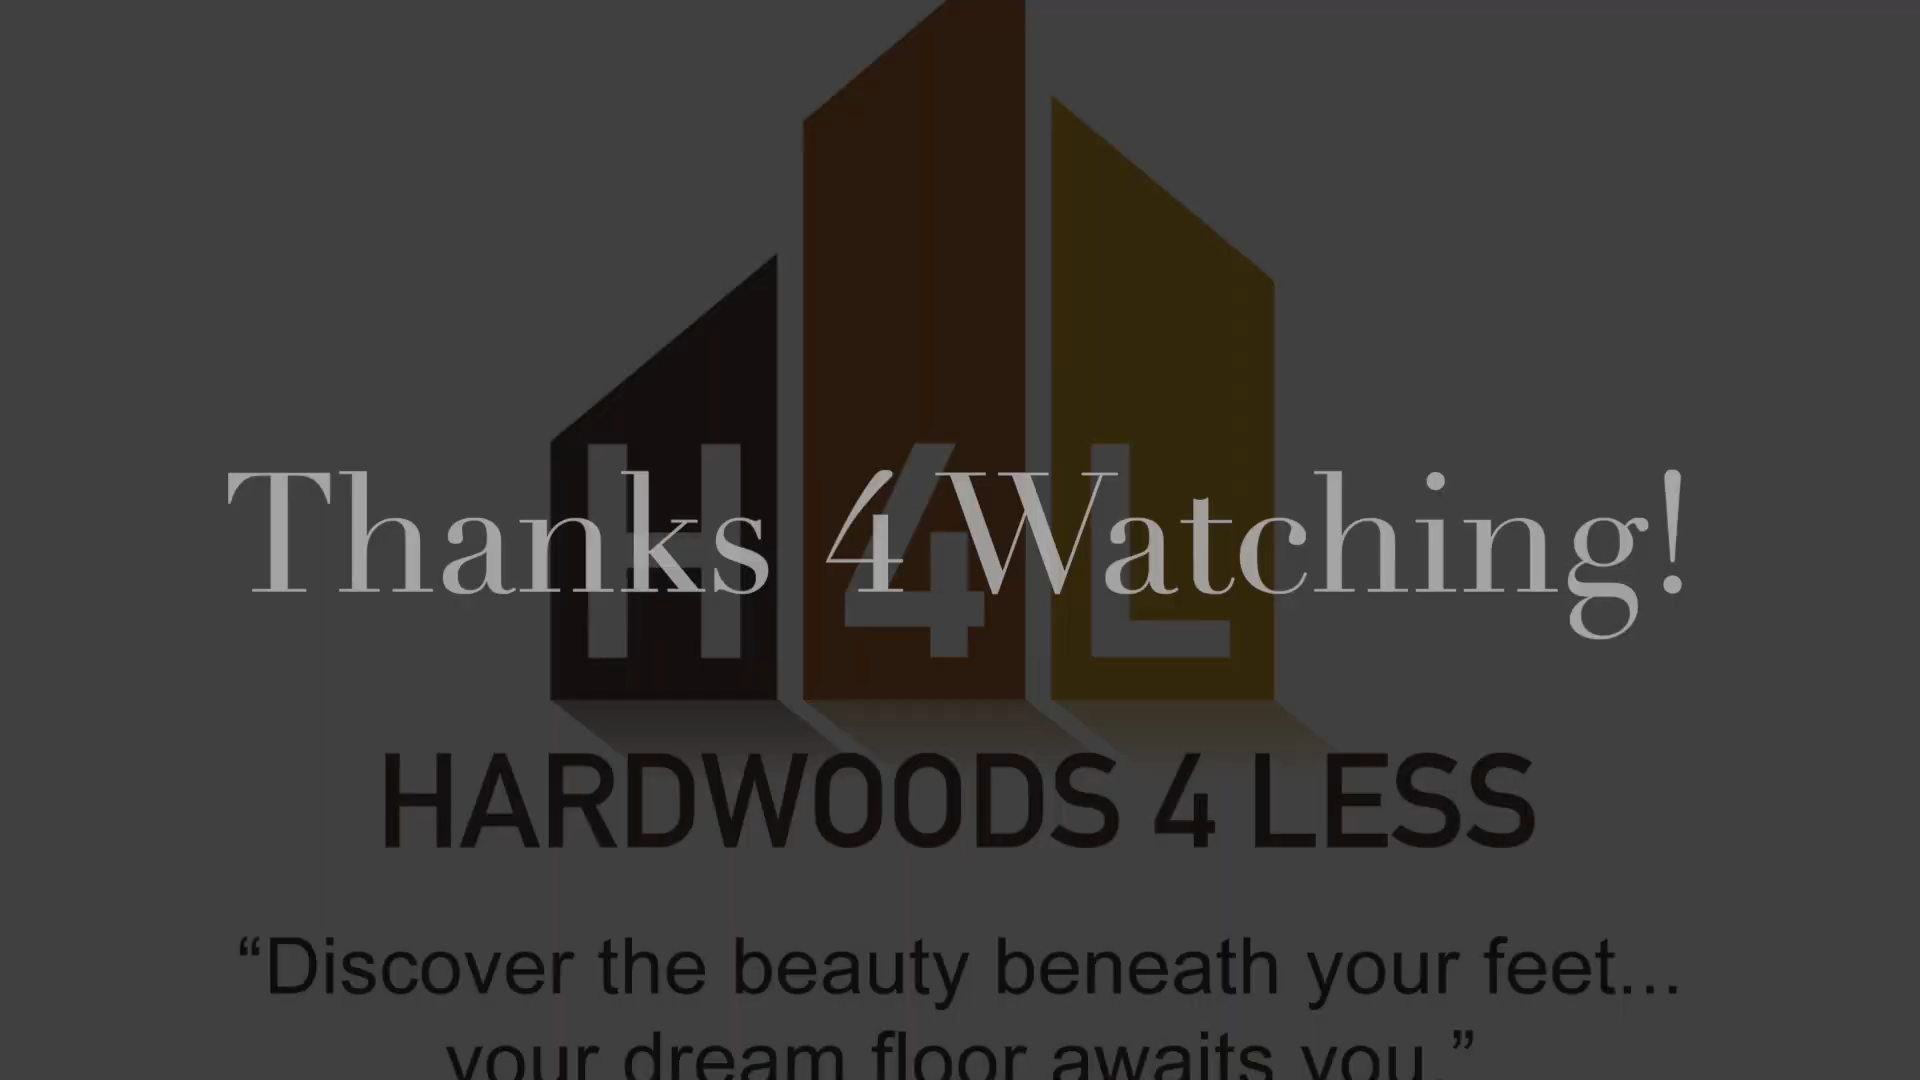 H4L
Thanks 4 Watching!
HARDWOODS 4 LESS
“Discover the beauty beneath your feet...
your dream floor awaits you.”